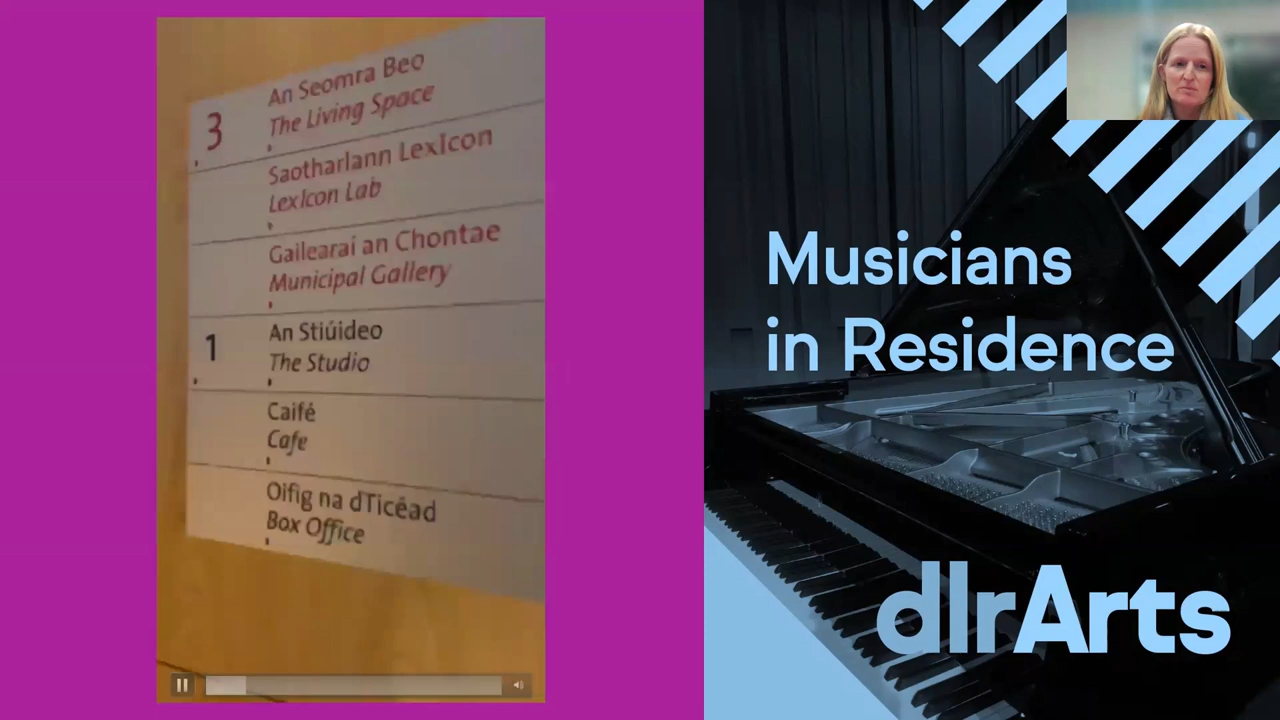 3
An Seomra Beo
The Living Space
Saotharlann LexIcon
LexIcon Lab
Gailearaí an Chontae
Municipal Gallery
1
An Stiúideo
The Studio
Caifé
Cafe
Oifig na dTicéad
Box Office
Musicians
in Residence
dlrArts